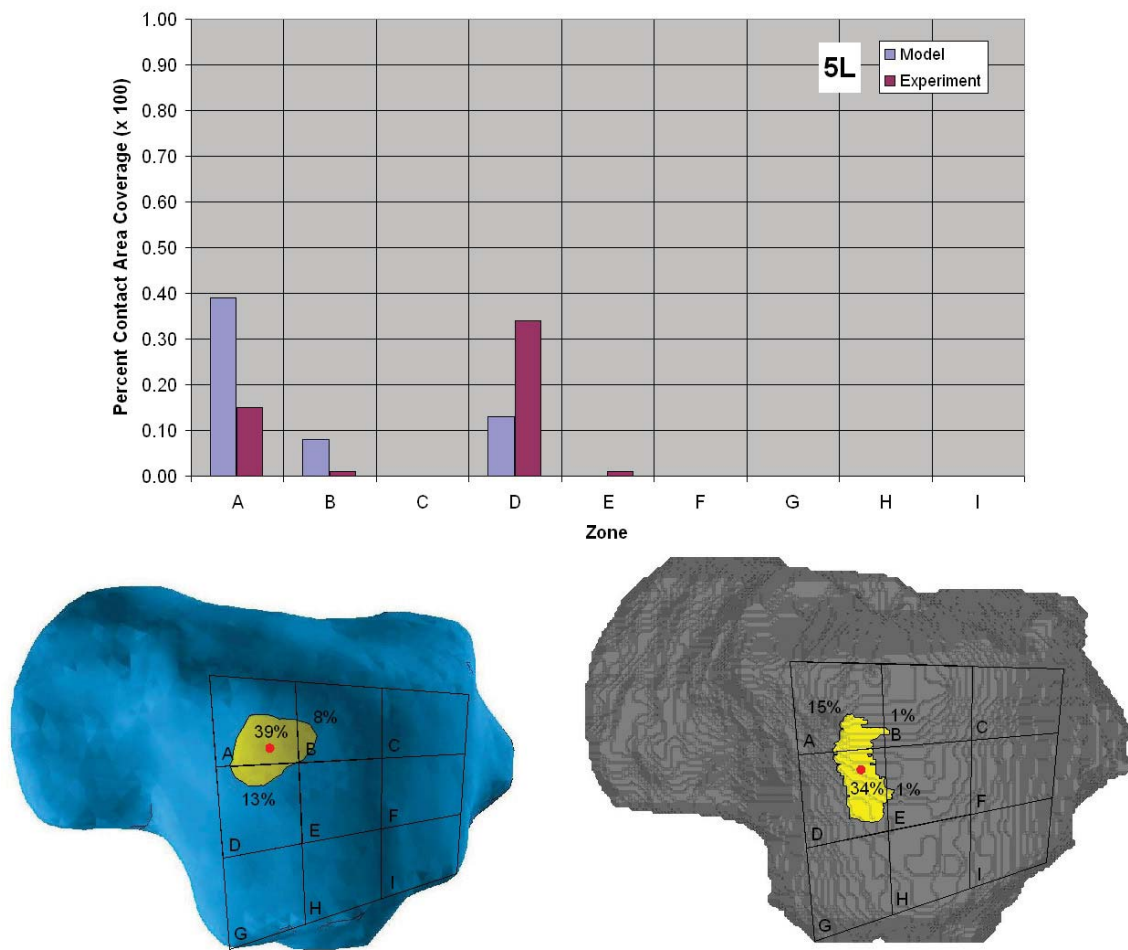 Percent Contact Area Coverage (x 100)
1.00
0.90
0.80
0.70
0.60
0.50
0.40
0.30
0.20
0.10
0.00
5L
Model
Experiment
A B C D E F G H I
Zone
39% 8%
A B C
13%
D E F
G H I
15% 1%
A B C
34% 1%
D E F
G H I